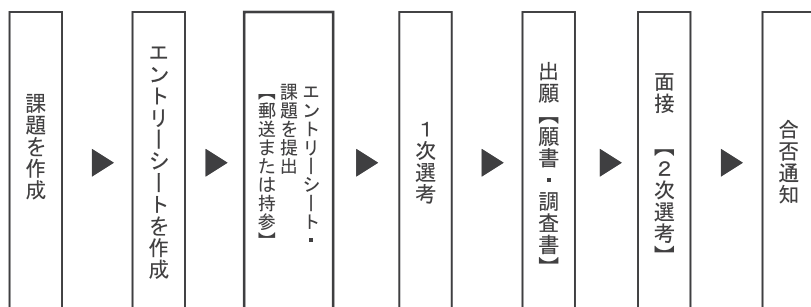 課題を作成
エントリーシートを作成
エントリーシート・
課題を提出
【郵送または持参】
1次選考
出願【願書・調査書】
面接 【2次選考】
合否通知